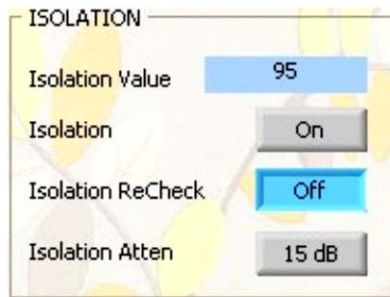 ISOLATION
Isolation Value 95
Isolation On
Isolation ReCheck Off
Isolation Atten 15 dB